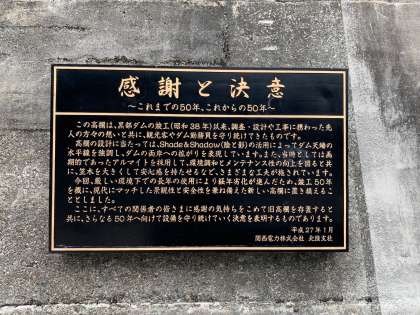 感謝と決意
～これまでの50年、これからの50年～
この高欄は、黒部ダムの竣工(昭和38年)以来、調査・設計や工事に携わった先
人の方々の想いと共に、観光客やダム勤務員を守り続けてきたものです。
高欄の設計に当たっては、Shade&Shadow(陰と影)の活用によってダム天端の
水平線を強調し、ダムの両岸への拡がりを表現しています。また、当時としては画
期的であったアルマイトを採用して、環境調和とメンテナンス性の向上を図ると共
に、笠木を大きくして安心感を持たせるなど、さまざまな工夫が施されています。
今回、厳しい環境下での長年の使用により経年劣化が進んだため、竣工50年
を機に、現代にマッチした景観性と安全性を兼ね備えた新しい高欄に置き換えるこ
ととしました。
ここに、すべての関係者の皆さまに感謝の気持ちをこめて旧高欄を存置すると
共に、さらなる50年へ向けて設備を守り続けていく決意を表明するものであります。
平成27年1月
関西電力株式会社 北陸支社